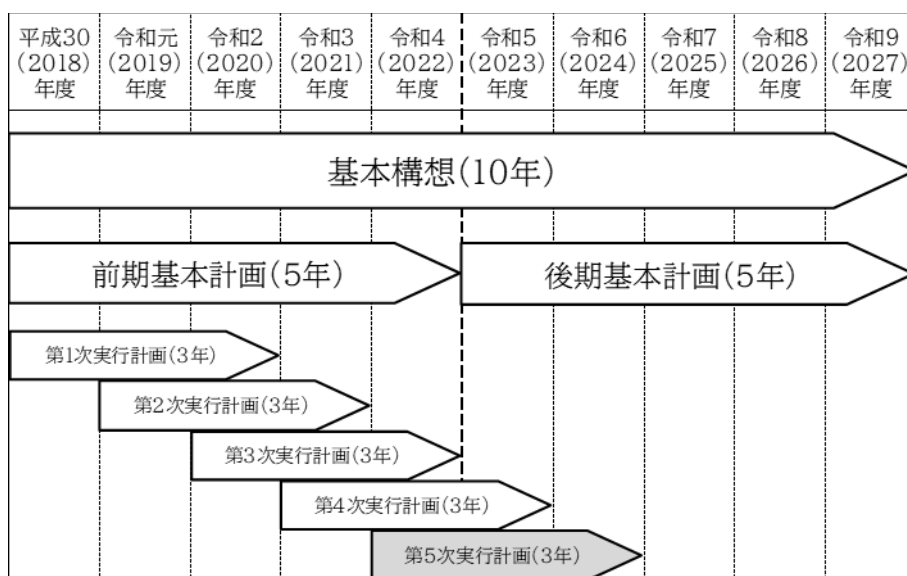 平成30 令和元 令和2 令和3 令和4 令和5 令和6 令和7 令和8 令和9
(2018) (2019) (2020) (2021) (2022) (2023) (2024) (2025) (2026) (2027)
年度 年度 年度 年度 年度 年度 年度 年度 年度 年度
基本構想(10年)
前期基本計画(5年) 後期基本計画(5年)
第1次実行計画(3年)
第2次実行計画(3年)
第3次実行計画(3年)
第4次実行計画(3年)
第5次実行計画(3年)